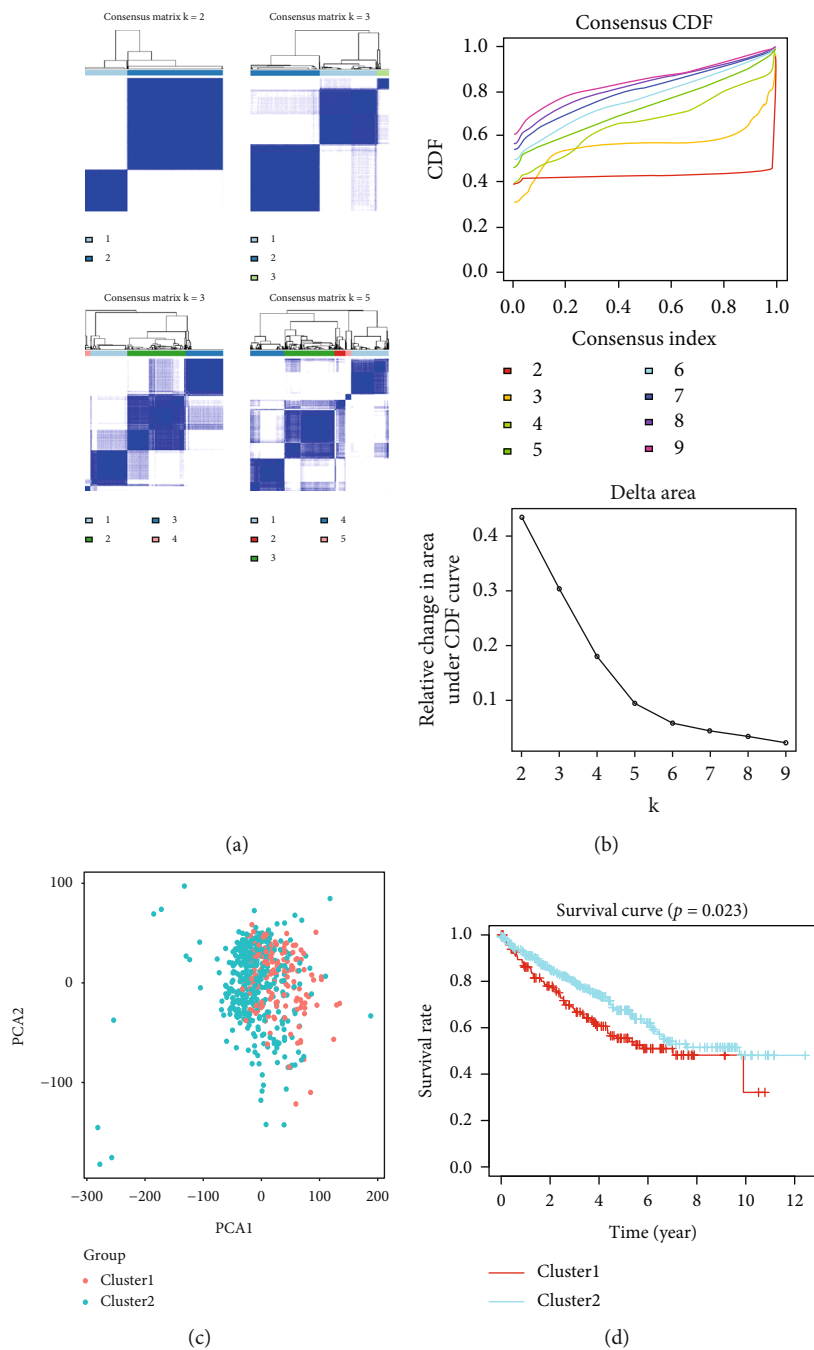 Consensus matrix k = 2
Consensus matrix k = 3
1
2
1
2
3
Consensus matrix k = 3
Consensus matrix k = 5
1
2
3
4
1
2
3
4
5
(a)
Consensus CDF
CDF
1.0
0.8
0.6
0.4
0.2
0.0
0.0 0.2 0.4 0.6 0.8 1.0
Consensus index
2
3
4
5
6
7
8
9
Delta area
Relative change in area
under CDF curve
0.4
0.3
0.2
0.1
2 3 4 5 6 7 8 9
k
(b)
100
0
−100
PCA2
−300 −200 −100 0 100 200
PCA1
Group
Cluster1
Cluster2
(c)
Survival curve (p = 0.023)
Survival rate
1.0
0.8
0.6
0.4
0.2
0.0
0 2 4 6 8 10 12
Time (year)
Cluster1
Cluster2
(d)